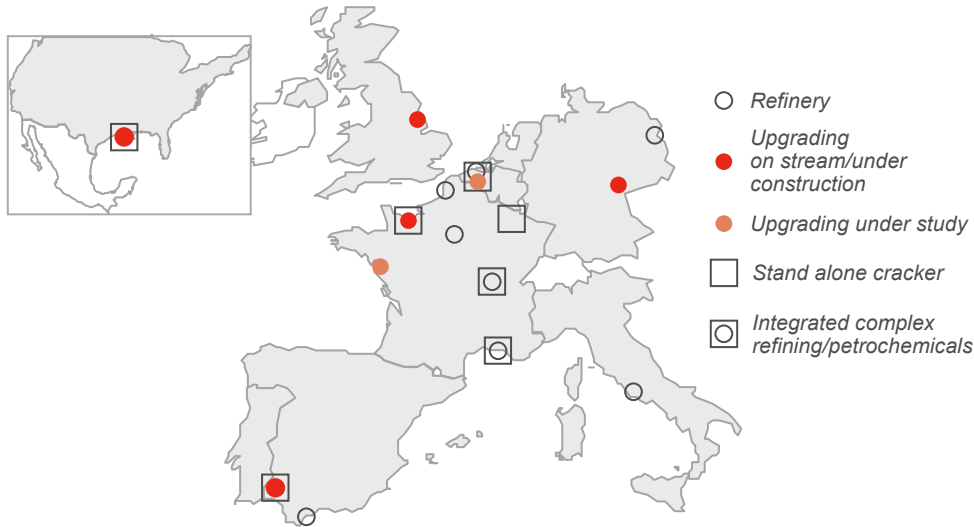 Refinery
Upgrading
on stream/under
construction
Upgrading under study
Stand alone cracker
Integrated complex
refining/petrochemicals